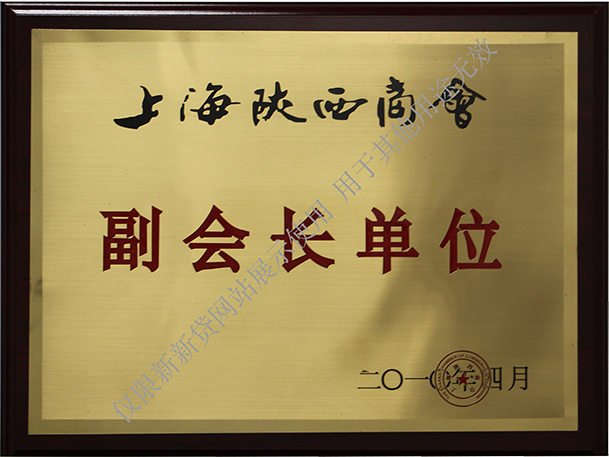 上海陕西商會
副会长单位
二〇一〇年四月
仅限新新贷网站展示使用 用于其他用途无效